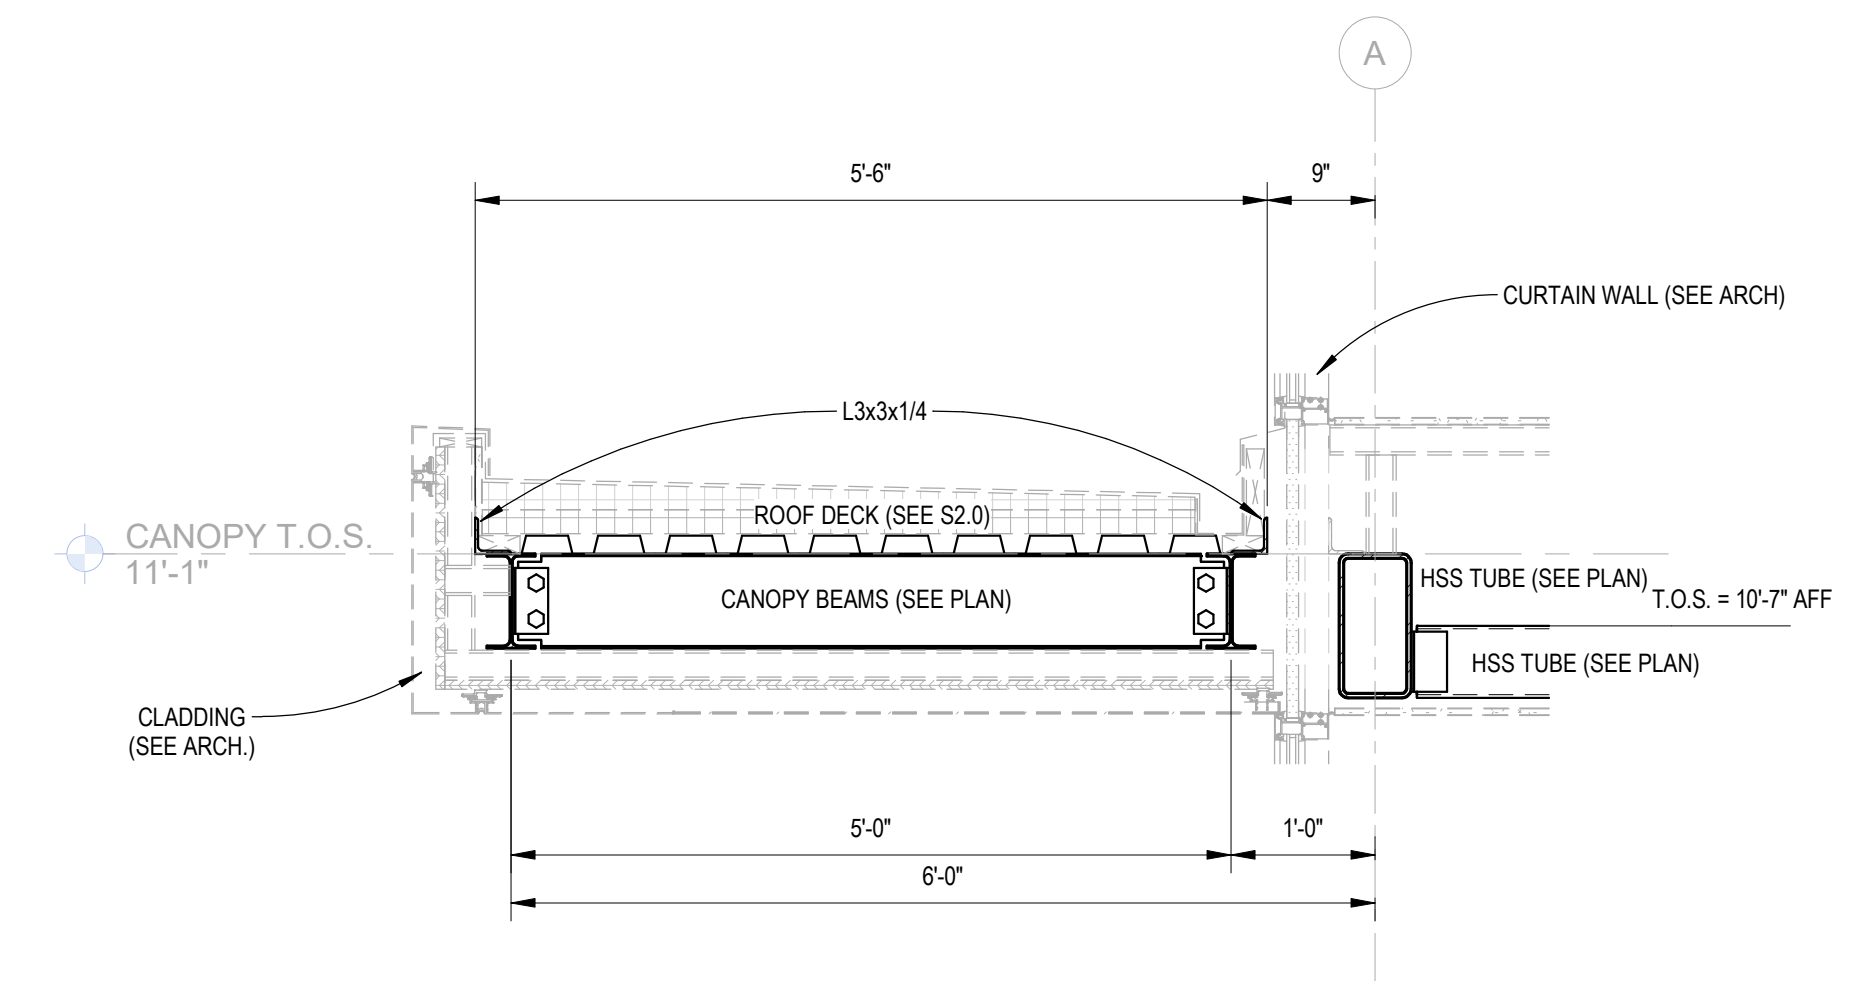 A
5'-6"
9"
CURTAIN WALL (SEE ARCH)
L3x3x1/4
ROOF DECK (SEE S2.0)
CANOPY T.O.S.
11'-1"
HSS TUBE (SEE PLAN)
T.O.S. = 10'-7" AFF
CANOPY BEAMS (SEE PLAN)
HSS TUBE (SEE PLAN)
CLADDING
(SEE ARCH.)
5'-0"
1'-0"
6'-0"